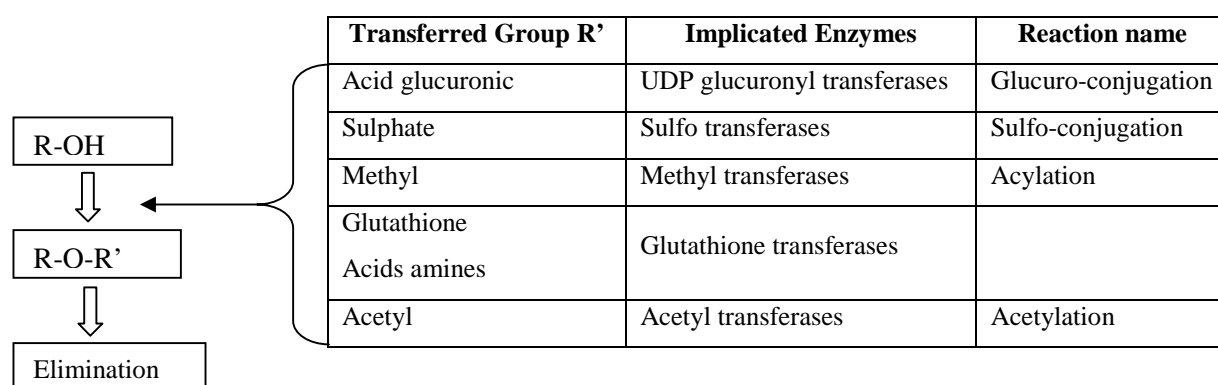 Transferred Group R’ Implicated Enzymes Reaction name
Acid glucuronic UDP glucuronyl transferases Glucuro-conjugation
Sulphate Sulfo transferases Sulfo-conjugation
Methyl Methyl transferases Acylation
Glutathione
Acids amines
Glutathione transferases
Acetyl Acetyl transferases Acetylation
R-OH
R-O-R’
Elimination